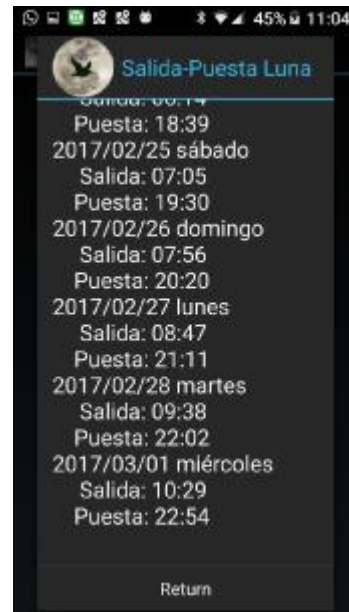 45% 11:04
Salida-Puesta Luna
Salida: 06:14
Puesta: 18:39
2017/02/25 sábado
Salida: 07:05
Puesta: 19:30
2017/02/26 domingo
Salida: 07:56
Puesta: 20:20
2017/02/27 lunes
Salida: 08:47
Puesta: 21:11
2017/02/28 martes
Salida: 09:38
Puesta: 22:02
2017/03/01 miércoles
Salida: 10:29
Puesta: 22:54
Return